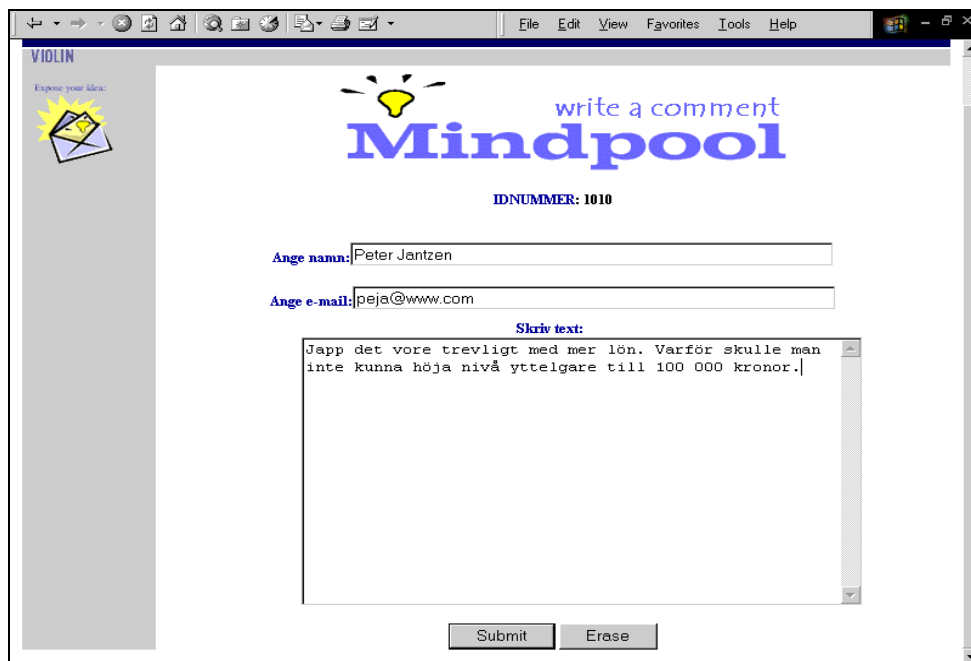 File Edit View Favorites Tools Help
VIOLIN
Expose your idea:
write a comment
Mindpool
IDNUMMER: 1010
Ange namn: Peter Jantzen
Ange e-mail: peja@www.com
Skriv text:
Japp det vore trevligt med mer lön. Varför skulle man
inte kunna höja nivå yttelgare till 100 000 kronor.
Submit Erase